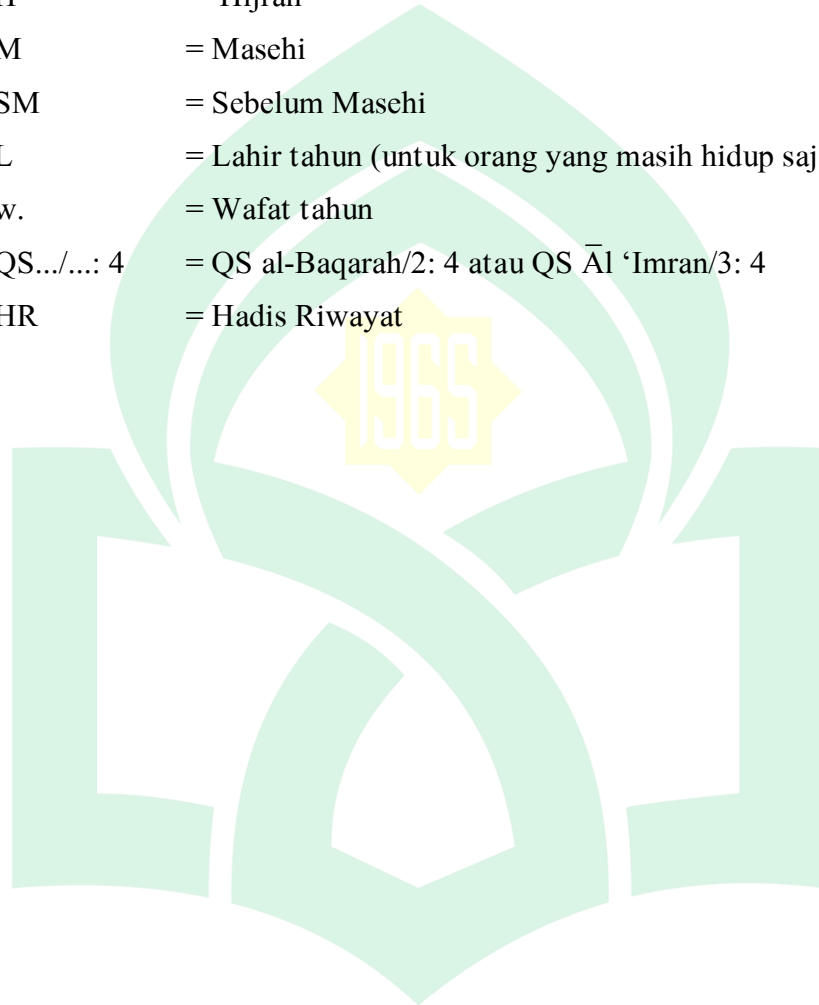 = Hijrah
M = Masehi
SM = Sebelum Masehi
L = Lahir tahun (untuk orang yang masih hidup saj
w. = Wafat tahun
QS.../...: 4 = QS al-Baqarah/2: 4 atau QS Āl ‘Imran/3: 4
HR = Hadis Riwayat
1965